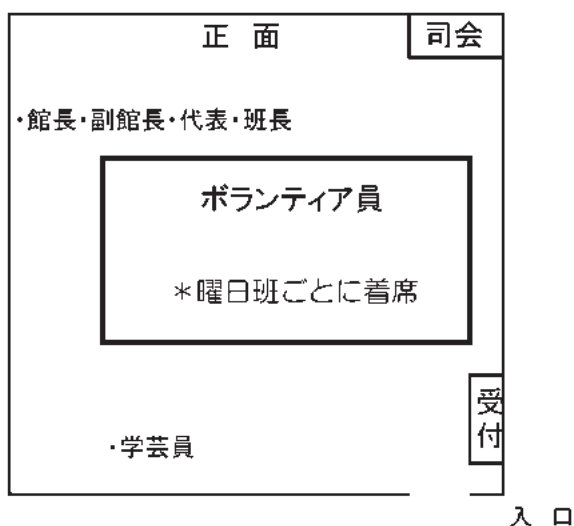 正 面
司会
・館長・副館長・代表・班長
ボランティア員
＊曜日班ごとに着席
受付
・学芸員
入 口